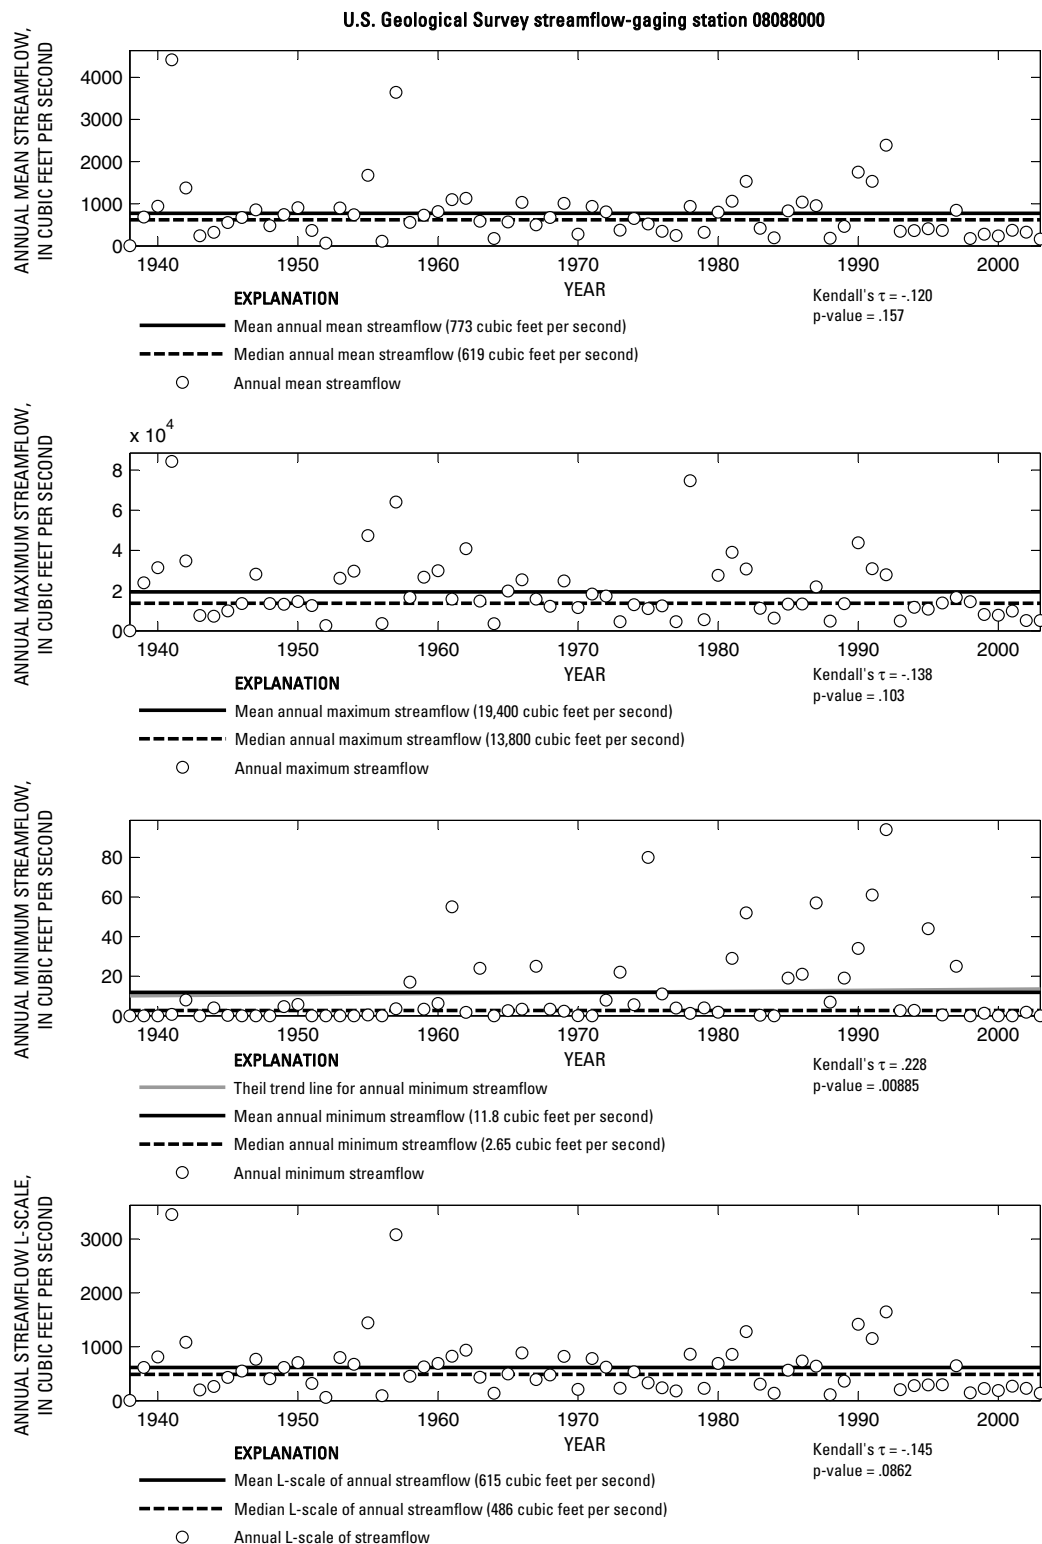 U.S. Geological Survey streamflow-gaging station 08088000
ANNUAL MEAN STREAMFLOW,
IN CUBIC FEET PER SECOND
4000
3000
2000
1000
0
1940 1950 1960 1970 1980 1990 2000
YEAR
Kendall's τ = -.120
p-value = .157
EXPLANATION
Mean annual mean streamflow (773 cubic feet per second)
Median annual mean streamflow (619 cubic feet per second)
Annual mean streamflow
ANNUAL MAXIMUM STREAMFLOW,
IN CUBIC FEET PER SECOND
x 10^4
8
6
4
2
0
1940 1950 1960 1970 1980 1990 2000
YEAR
Kendall's τ = -.138
p-value = .103
EXPLANATION
Mean annual maximum streamflow (19,400 cubic feet per second)
Median annual maximum streamflow (13,800 cubic feet per second)
Annual maximum streamflow
ANNUAL MINIMUM STREAMFLOW,
IN CUBIC FEET PER SECOND
80
60
40
20
0
1940 1950 1960 1970 1980 1990 2000
YEAR
Kendall's τ = .228
p-value = .00885
EXPLANATION
Theil trend line for annual minimum streamflow
Mean annual minimum streamflow (11.8 cubic feet per second)
Median annual minimum streamflow (2.65 cubic feet per second)
Annual minimum streamflow
ANNUAL STREAMFLOW L-SCALE,
IN CUBIC FEET PER SECOND
3000
2000
1000
0
1940 1950 1960 1970 1980 1990 2000
YEAR
Kendall's τ = -.145
p-value = .0862
EXPLANATION
Mean L-scale of annual streamflow (615 cubic feet per second)
Median L-scale of annual streamflow (486 cubic feet per second)
Annual L-scale of streamflow